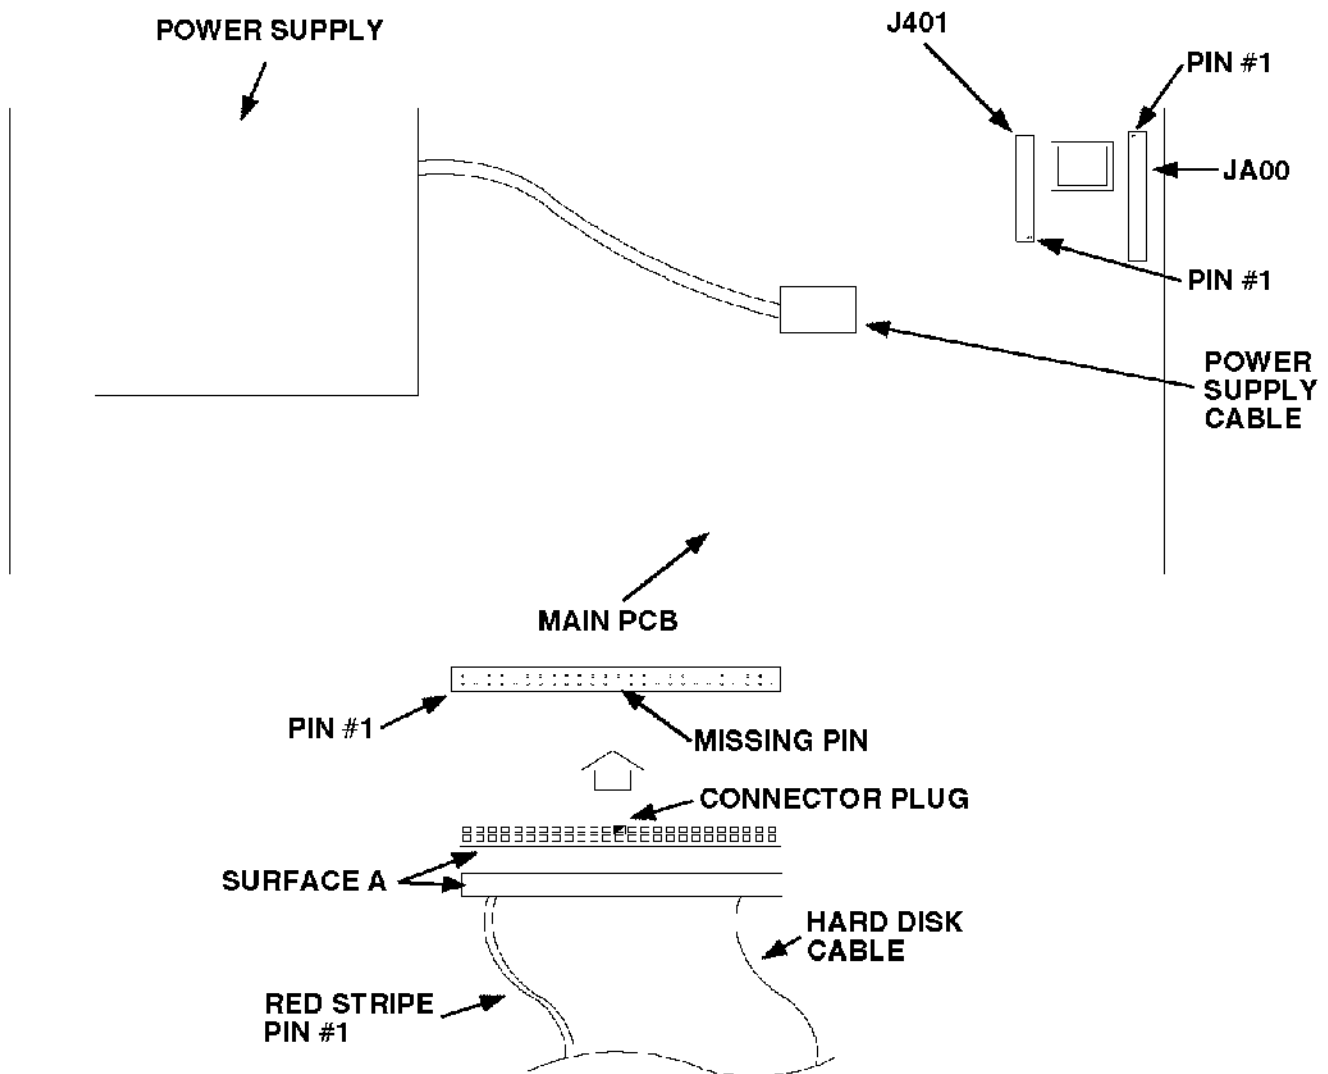 POWER SUPPLY
J401
PIN #1
JA00
PIN #1
POWER
SUPPLY
CABLE
MAIN PCB
PIN #1
MISSING PIN
CONNECTOR PLUG
SURFACE A
HARD DISK
CABLE
RED STRIPE
PIN #1